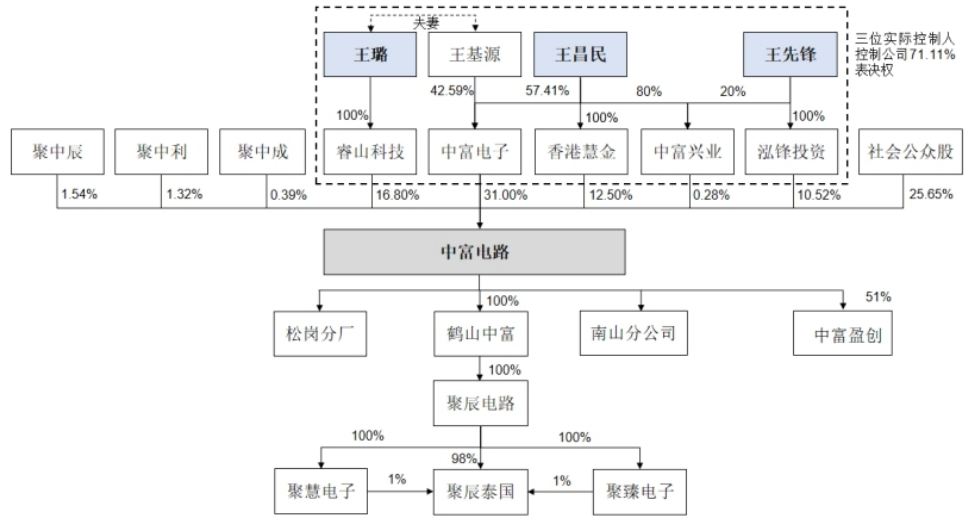 夫妻
王璐
王基源
王昌民
王先锋
三位实际控制人
控制公司71.11%
表决权
42.59%
57.41%
80%
20%
100%
100%
100%
聚中辰
聚中利
聚中成
睿山科技
中富电子
香港慧金
中富兴业
泓锋投资
社会公众股
1.54%
1.32%
0.39%
16.80%
31.00%
12.50%
0.28%
10.52%
25.65%
中富电路
100%
51%
松岗分厂
鹤山中富
南山分公司
中富盈创
100%
聚辰电路
100%
100%
98%
聚慧电子
1%
聚辰泰国
1%
聚臻电子